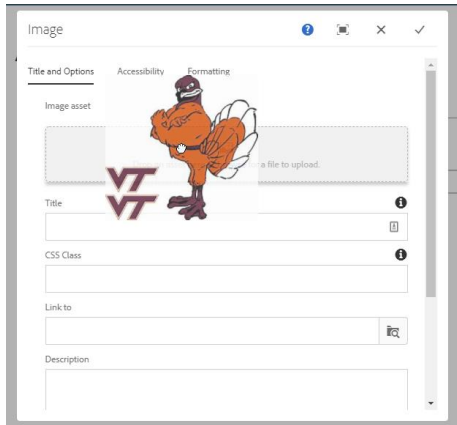 Image
Title and Options Accessibility Formatting
Image asset
a file to upload.
Title
CSS Class
Link to
Description
VT
VT